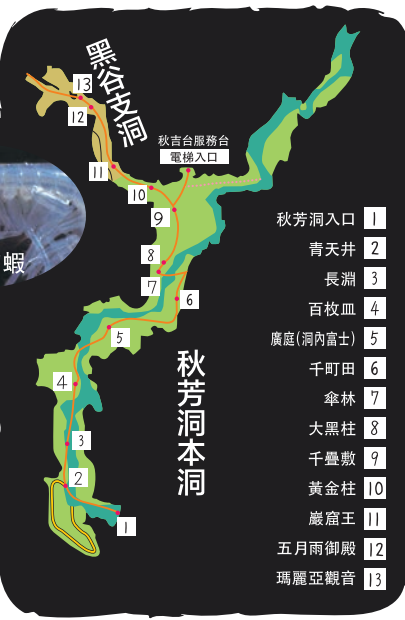 黑谷支洞
13
12
秋吉台服務台
電梯入口
11
10
9
8
7
6
5
4
3
2
1
蝦
秋芳洞本洞
秋芳洞入口 1
青天井 2
長淵 3
百枚皿 4
廣庭(洞內富士) 5
千町田 6
傘林 7
大黑柱 8
千疊敷 9
黃金柱 10
巖窟王 11
五月雨御殿 12
瑪麗亞觀音 13